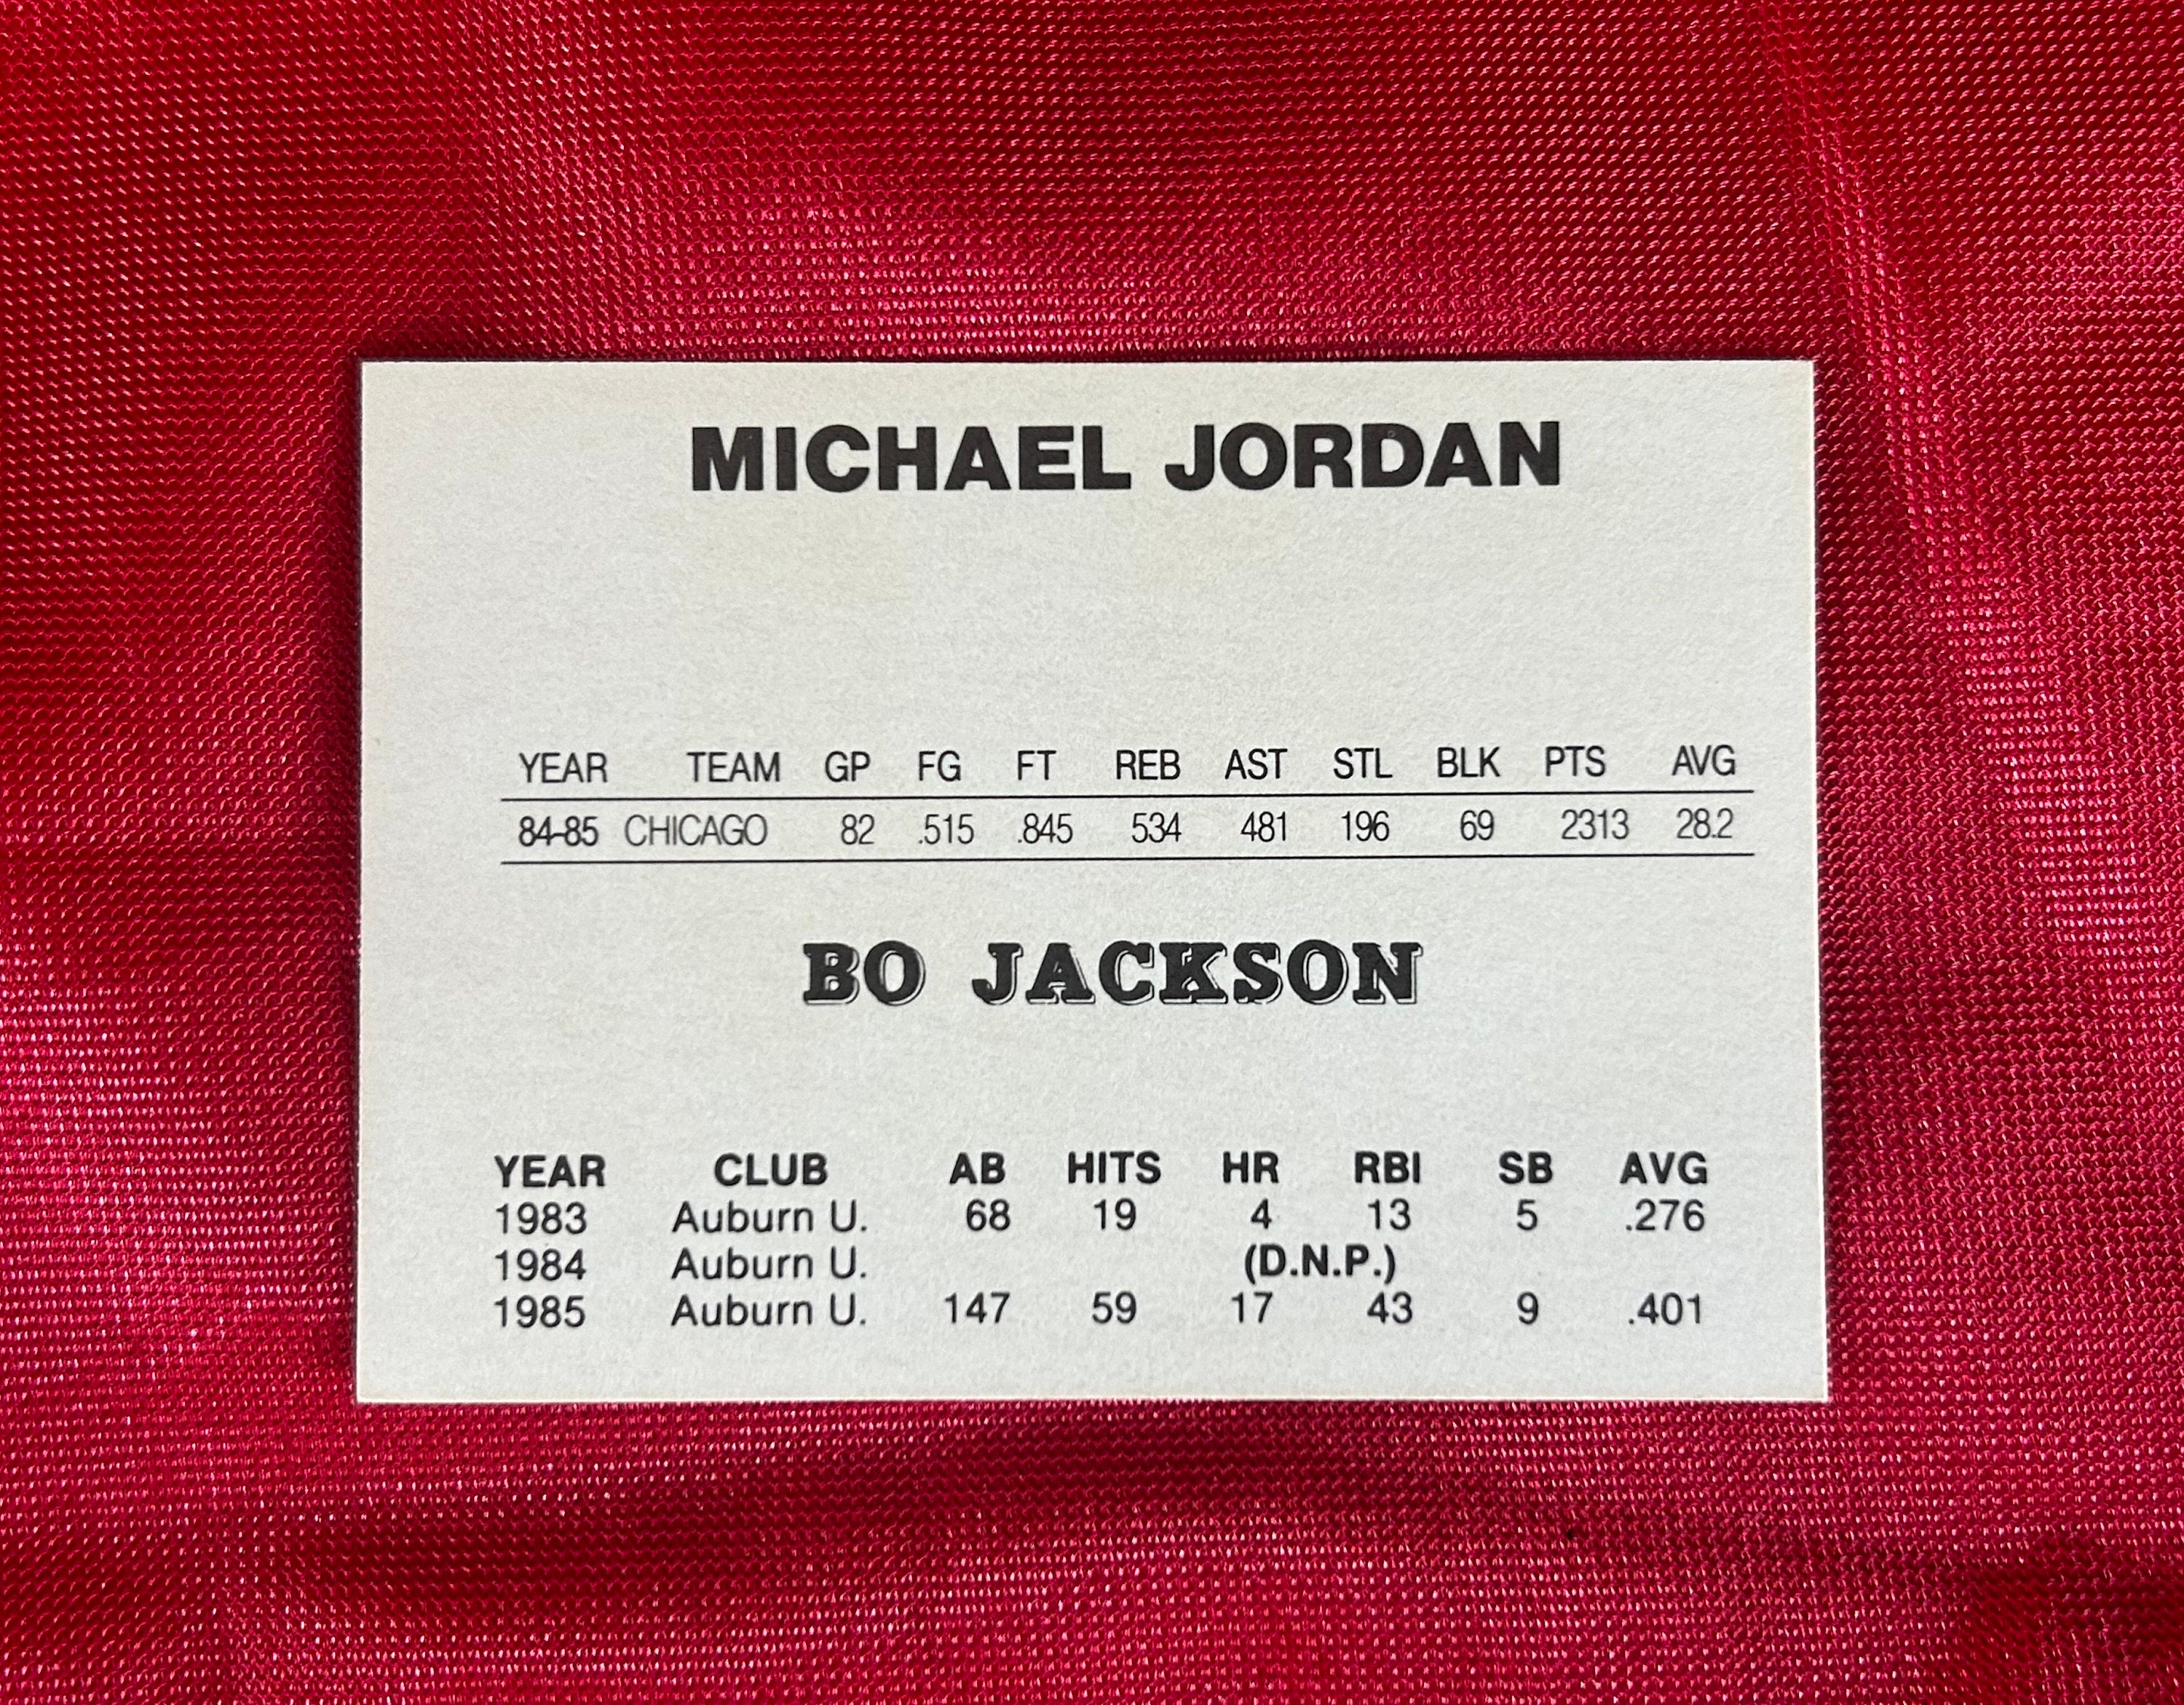 MICHAEL JORDAN
YEAR TEAM GP FG FT REB AST STL BLK PTS AVG
84-85 CHICAGO 82 .515 .845 534 481 196 69 2313 28.2
BO JACKSON
YEAR CLUB AB HITS HR RBI SB AVG
1983 Auburn U. 68 19 4 13 5 .276
1984 Auburn U. (D.N.P.)
1985 Auburn U. 147 59 17 43 9 .401